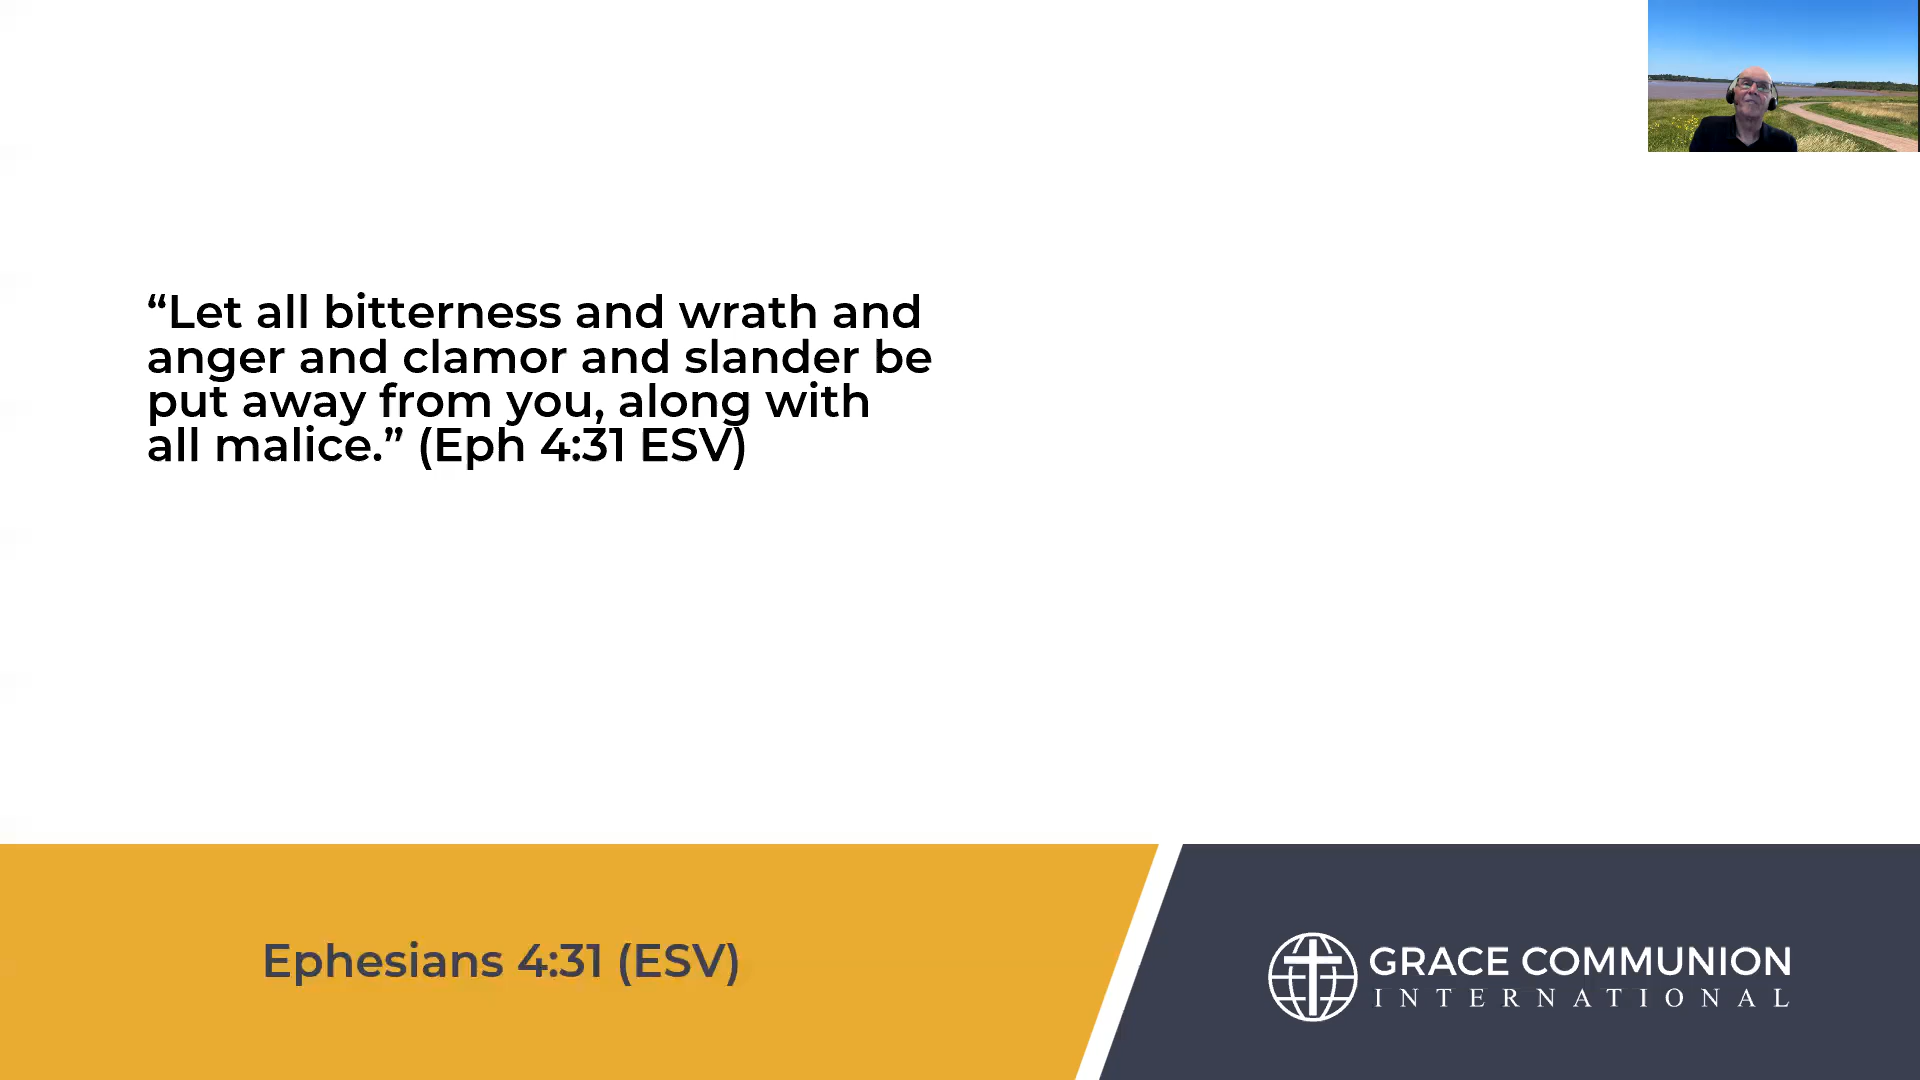 “Let all bitterness and wrath and
anger and clamor and slander be
put away from you, along with
all malice.” (Eph 4:31 ESV)
Ephesians 4:31 (ESV)
GRACE COMMUNION
INTERNATIONAL